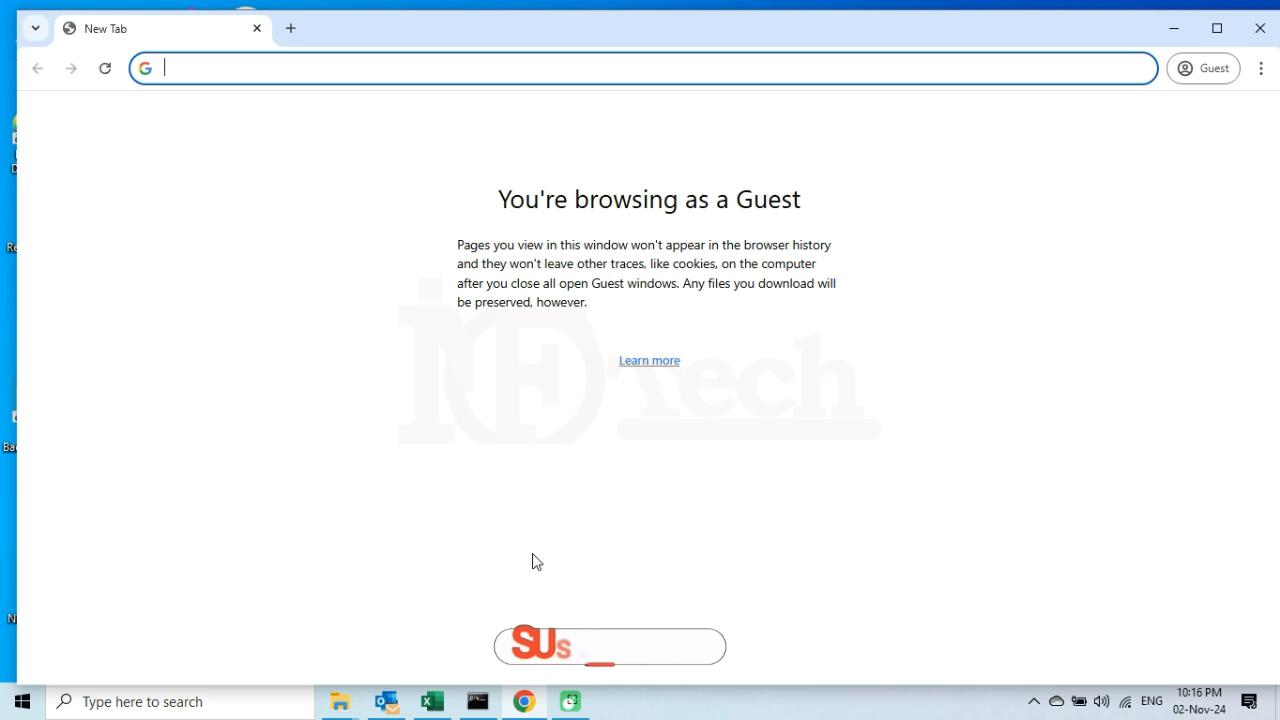 New Tab
Guest
You're browsing as a Guest
Pages you view in this window won't appear in the browser history
and they won't leave other traces, like cookies, on the computer
after you close all open Guest windows. Any files you download will
be preserved, however.
Learn more
iNFOTech
SUs
Type here to search
ENG
10:16 PM
02-Nov-24